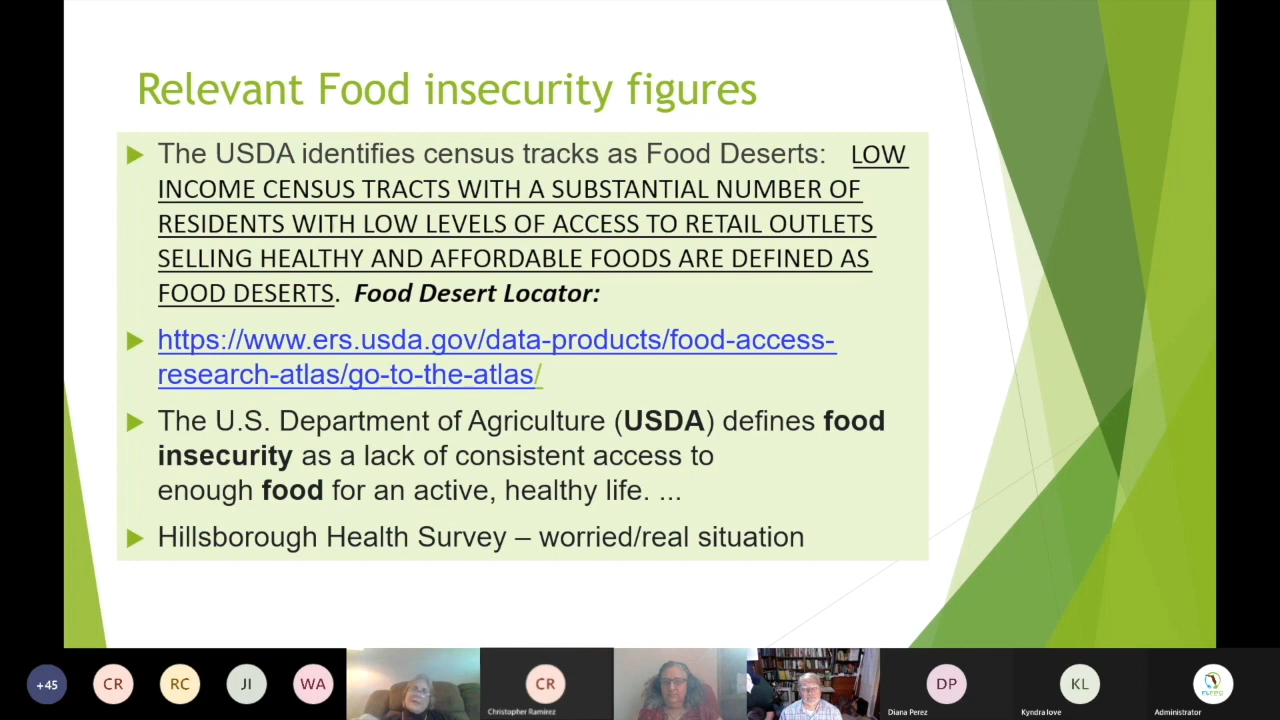 Relevant Food insecurity figures
The USDA identifies census tracks as Food Deserts: LOW
INCOME CENSUS TRACTS WITH A SUBSTANTIAL NUMBER OF
RESIDENTS WITH LOW LEVELS OF ACCESS TO RETAIL OUTLETS
SELLING HEALTHY AND AFFORDABLE FOODS ARE DEFINED AS
FOOD DESERTS. Food Desert Locator:
https://www.ers.usda.gov/data-products/food-access-
research-atlas/go-to-the-atlas/
The U.S. Department of Agriculture (USDA) defines food
insecurity as a lack of consistent access to
enough food for an active, healthy life. ...
Hillsborough Health Survey – worried/real situation
+45
CR
RC
JI
WA
CR
Christopher Ramirez
DP
Diana Perez
KL
Kyndra love
Administrator